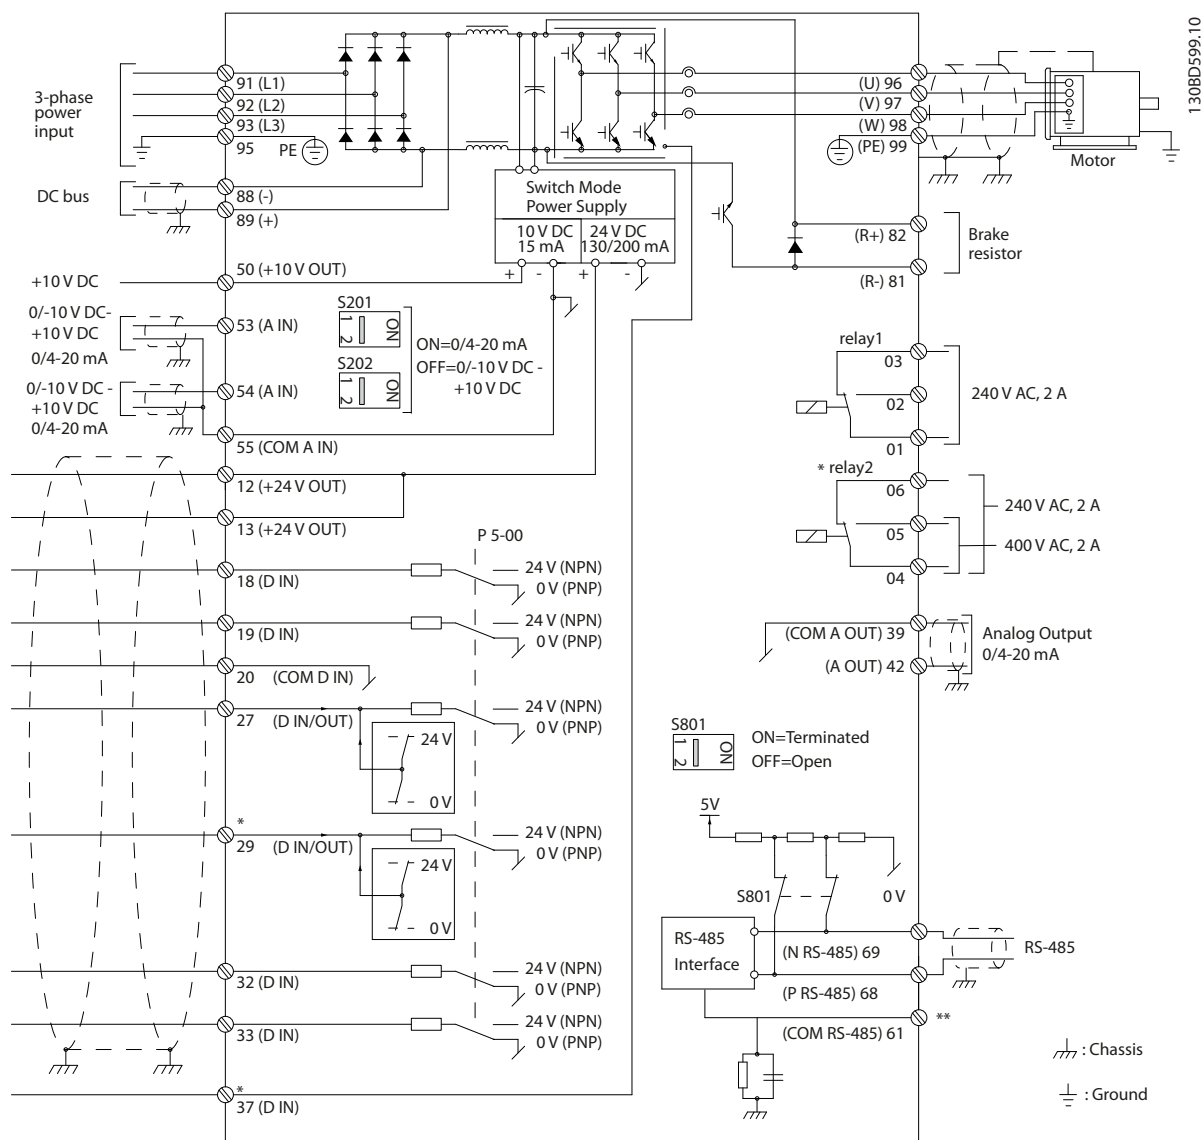 130BD599.10
3-phase
power
input
91 (L1)
92 (L2)
93 (L3)
95
PE
DC bus
88 (-)
89 (+)
Switch Mode
Power Supply
10 V DC
15 mA
24 V DC
130/200 mA
+ - + -
+10 V DC
50 (+10 V OUT)
0/-10 V DC-
+10 V DC
0/4-20 mA
53 (A IN)
0/-10 V DC -
+10 V DC
0/4-20 mA
54 (A IN)
55 (COM A IN)
S201
1 2 ON
S202
1 2 ON
ON=0/4-20 mA
OFF=0/-10 V DC -
+10 V DC
12 (+24 V OUT)
13 (+24 V OUT)
P 5-00
18 (D IN)
24 V (NPN)
0 V (PNP)
19 (D IN)
24 V (NPN)
0 V (PNP)
20 (COM D IN)
27 (D IN/OUT)
24 V (NPN)
0 V (PNP)
24 V
0 V
*
29 (D IN/OUT)
24 V (NPN)
0 V (PNP)
24 V
0 V
32 (D IN)
24 V (NPN)
0 V (PNP)
33 (D IN)
24 V (NPN)
0 V (PNP)
*
37 (D IN)
(U) 96
(V) 97
(W) 98
(PE) 99
Motor
(R+) 82
(R-) 81
Brake
resistor
relay1
03
02
01
240 V AC, 2 A
* relay2
06
05
04
240 V AC, 2 A
400 V AC, 2 A
(COM A OUT) 39
(A OUT) 42
Analog Output
0/4-20 mA
S801
1 2 ON
ON=Terminated
OFF=Open
5V
S801
0 V
RS-485
Interface
(N RS-485) 69
(P RS-485) 68
(COM RS-485) 61
RS-485
**
: Chassis
: Ground